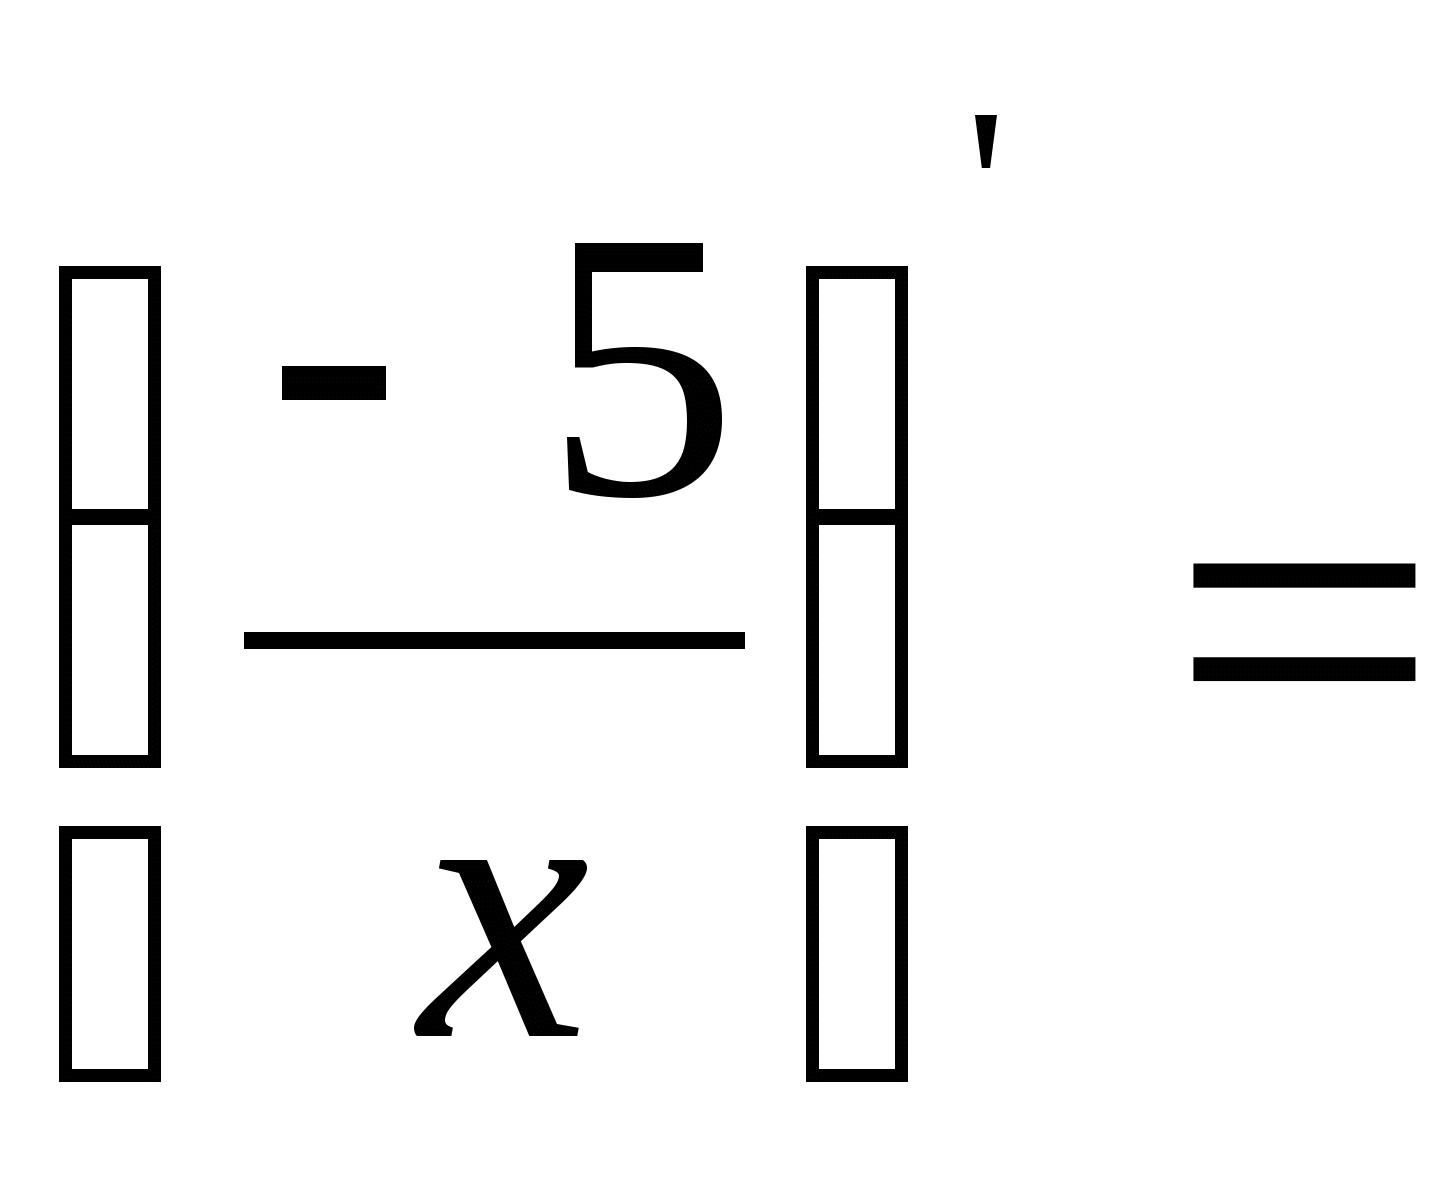 (- 5 / x)' =